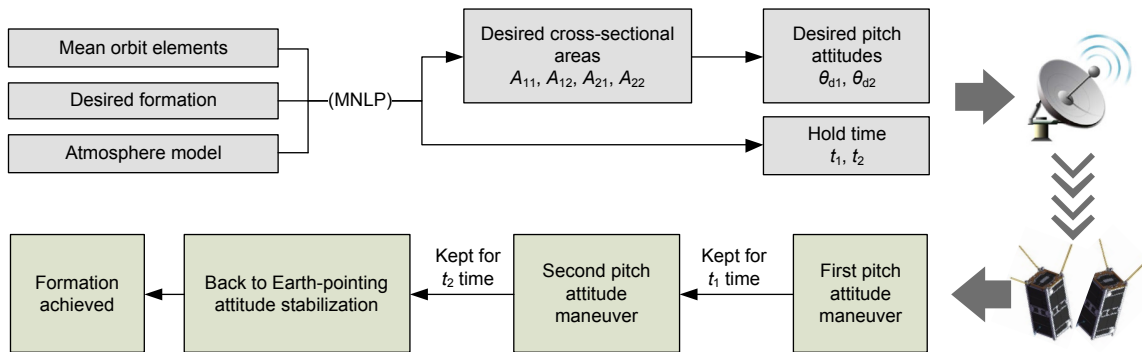 Mean orbit elements
Desired formation
Atmosphere model
(MNLP)
Desired cross-sectional
areas
A11, A12, A21, A22
Desired pitch
attitudes
θd1, θd2
Hold time
t1, t2
First pitch
attitude
maneuver
Kept for
t1 time
Second pitch
attitude
maneuver
Kept for
t2 time
Back to Earth-pointing
attitude stabilization
Formation
achieved